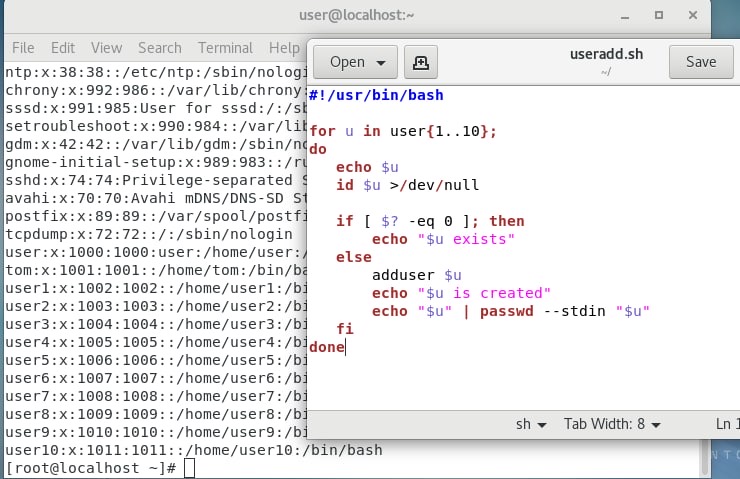 user@localhost:~
File Edit View Search Terminal Help
ntp:x:38:38::/etc/ntp:/sbin/nologi
chrony:x:992:986::/var/lib/chrony:
sssd:x:991:985:User for sssd:/:/sb
setroubleshoot:x:990:984::/var/lib
gdm:x:42:42::/var/lib/gdm:/sbin/no
gnome-initial-setup:x:989:983::/ru
sshd:x:74:74:Privilege-separated S
avahi:x:70:70:Avahi mDNS/DNS-SD St
postfix:x:89:89::/var/spool/postfi
tcpdump:x:72:72::/:/sbin/nologin
user:x:1000:1000:user:/home/user:/
tom:x:1001:1001::/home/tom:/bin/ba
user1:x:1002:1002::/home/user1:/bi
user2:x:1003:1003::/home/user2:/bi
user3:x:1004:1004::/home/user3:/bi
user4:x:1005:1005::/home/user4:/bi
user5:x:1006:1006::/home/user5:/bi
user6:x:1007:1007::/home/user6:/bi
user7:x:1008:1008::/home/user7:/bi
user8:x:1009:1009::/home/user8:/bi
user9:x:1010:1010::/home/user9:/bi
user10:x:1011:1011::/home/user10:/bin/bash
[root@localhost ~]#
Open
useradd.sh
~/
Save
#!/usr/bin/bash
for u in user{1..10};
do
echo $u
id $u >/dev/null
if [ $? -eq 0 ]; then
echo "$u exists"
else
adduser $u
echo "$u is created"
echo "$u" | passwd --stdin "$u"
fi
done
sh Tab Width: 8 Ln 1